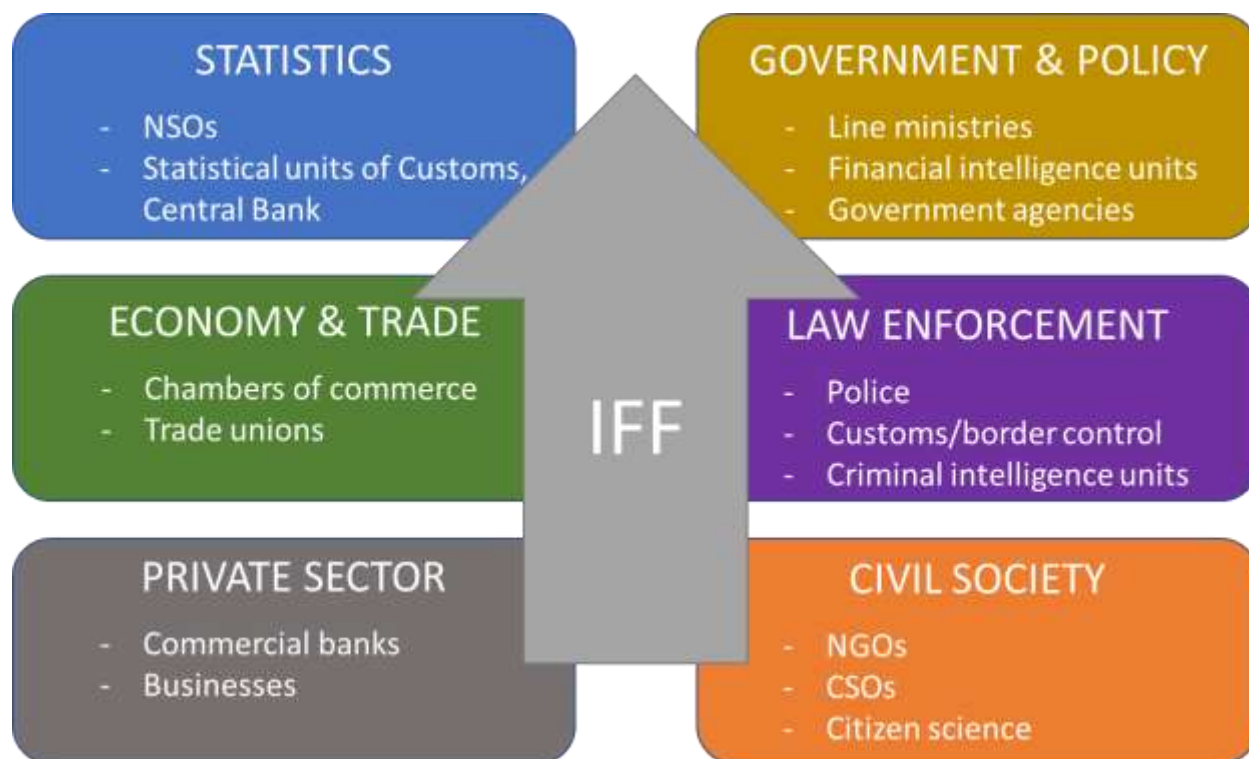 STATISTICS
- NSOs
- Statistical units of Customs,
Central Bank
GOVERNMENT & POLICY
- Line ministries
- Financial intelligence units
- Government agencies
ECONOMY & TRADE
- Chambers of commerce
- Trade unions
IFF
LAW ENFORCEMENT
- Police
- Customs/border control
- Criminal intelligence units
PRIVATE SECTOR
- Commercial banks
- Businesses
CIVIL SOCIETY
- NGOs
- CSOs
- Citizen science